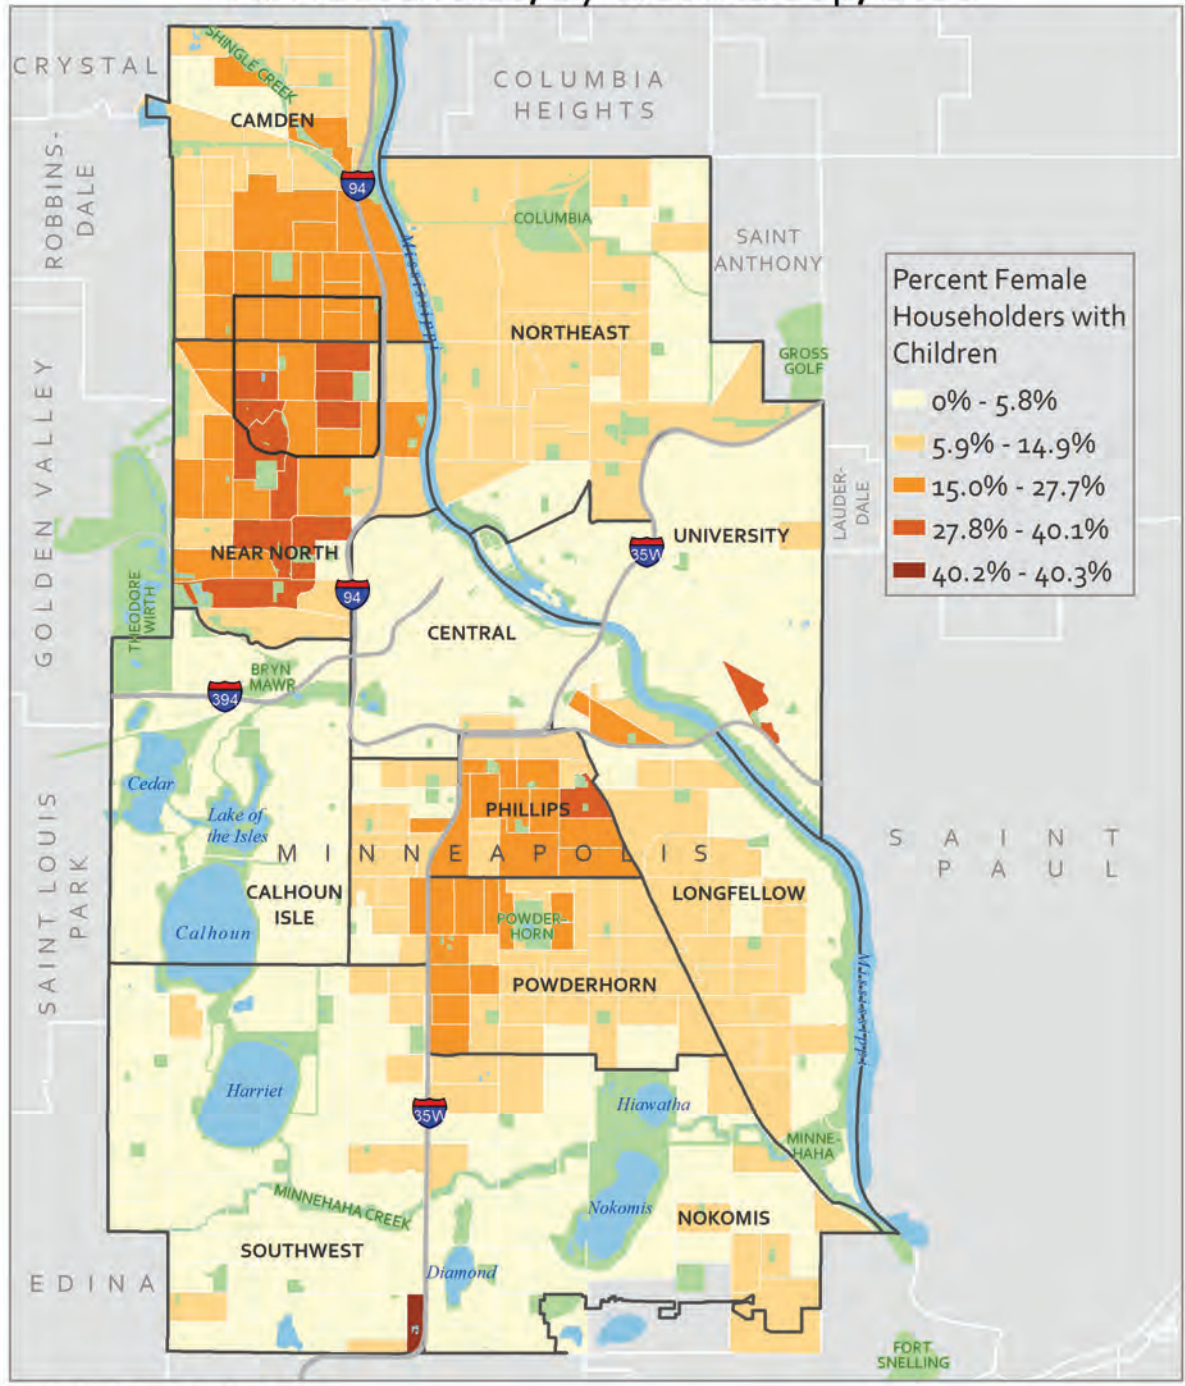 CRYSTAL
SHINGLE CREEK
COLUMBIA
HEIGHTS
CAMDEN
ROBBINS-
DALE
94
COLUMBIA
SAINT
ANTHONY
Mississippi
NORTHEAST
GROSS
GOLF
Percent Female
Householders with
Children
0% - 5.8%
5.9% - 14.9%
15.0% - 27.7%
27.8% - 40.1%
40.2% - 40.3%
GOLDEN VALLEY
LAUDER-
DALE
UNIVERSITY
35W
NEAR NORTH
THEODORE
WIRTH
94
CENTRAL
BRYN
MAWR
394
Cedar
Lake of
the Isles
PHILLIPS
MINNEAPOLIS
SAINT
PAUL
SAINT LOUIS
PARK
CALHOUN
ISLE
LONGFELLOW
Calhoun
POWDER-
HORN
POWDERHORN
Mississippi
Harriet
35W
Hiawatha
MINNE-
HAHA
MINNEHAHA CREEK
Nokomis
NOKOMIS
SOUTHWEST
Diamond
EDINA
FORT
SNELLING